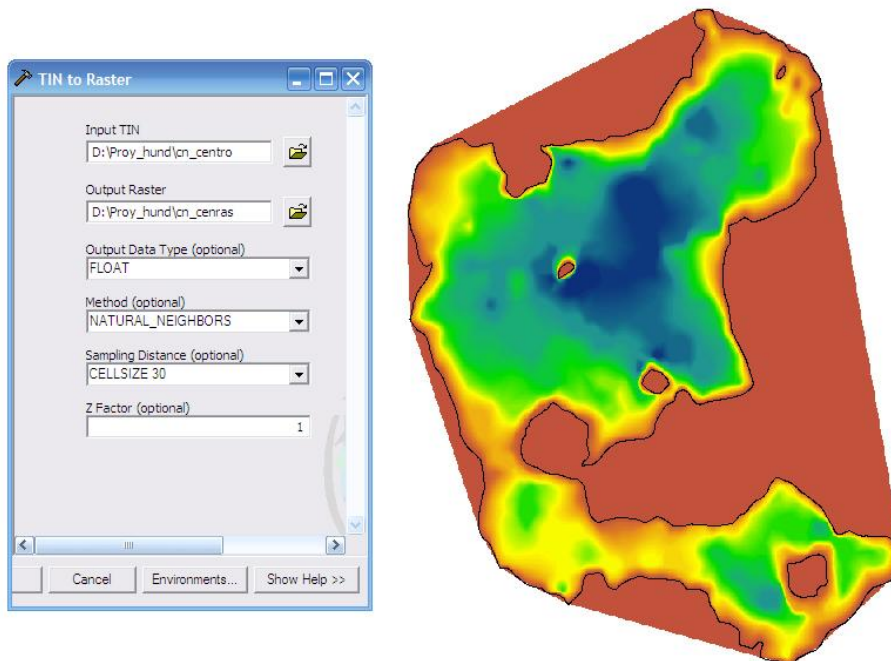 TIN to Raster
Input TIN
D:\Proy_hund\cn_centro
Output Raster
D:\Proy_hund\cn_cenras
Output Data Type (optional)
FLOAT
Method (optional)
NATURAL_NEIGHBORS
Sampling Distance (optional)
CELLSIZE 30
Z Factor (optional)
1
Cancel
Environments...
Show Help >>